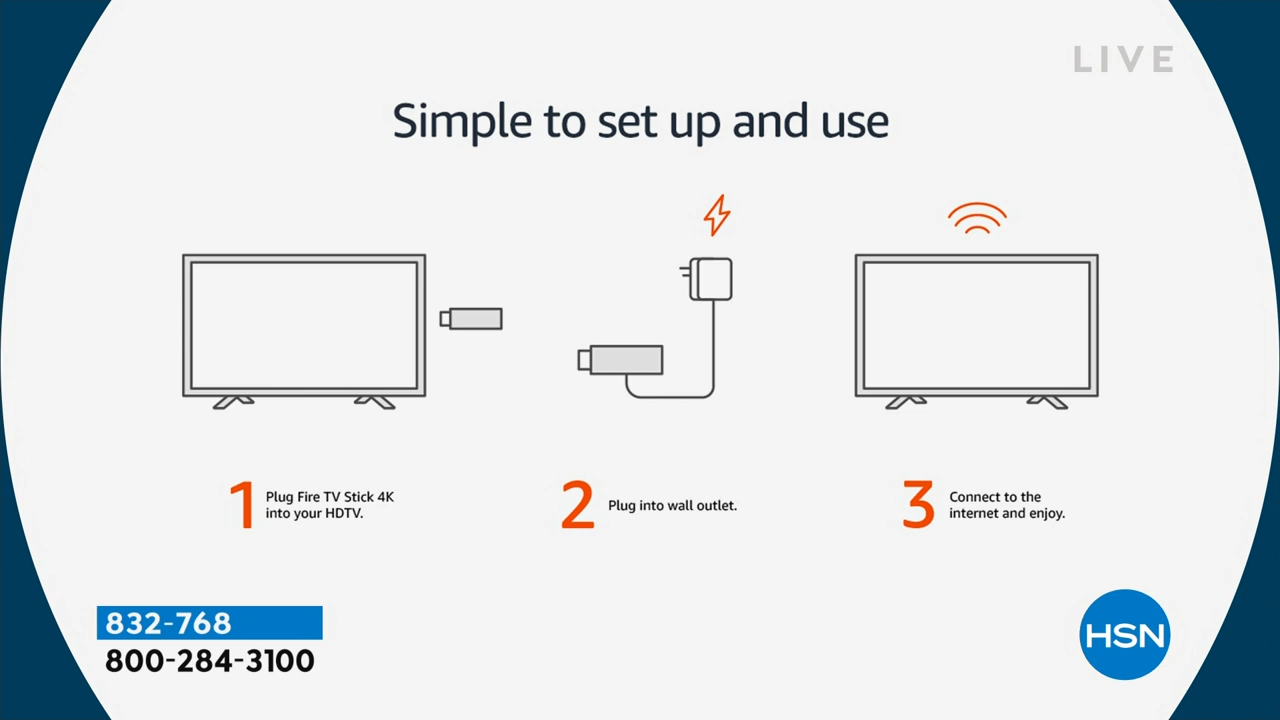 LIVE
Simple to set up and use
1 Plug Fire TV Stick 4K
into your HDTV.
2 Plug into wall outlet.
3 Connect to the
internet and enjoy.
832-768
800-284-3100
HSN